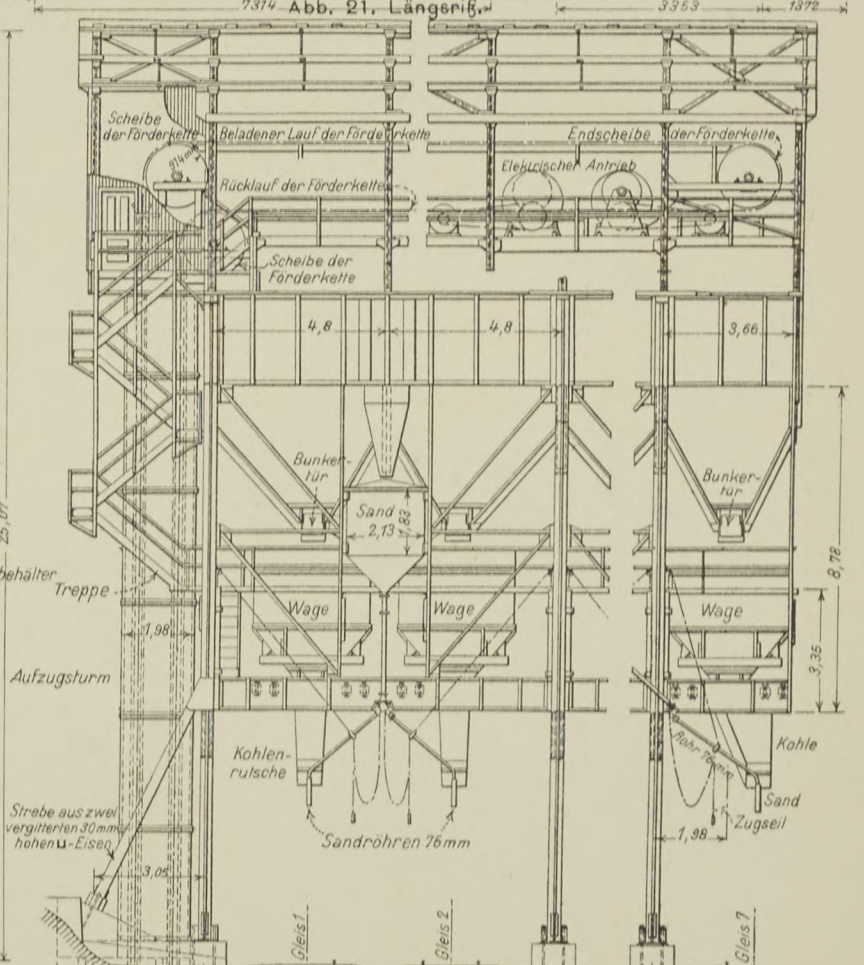 7314 Abb. 21. Längsriß. 3353 1372
Scheibe
der Förderkette
914mm
Beladener Lauf der Förderkette
Endscheibe der Förderkette
Elektrischer Antrieb
Rücklauf der Förderkette
Scheibe der
Förderkette
4,8
4,8
3,66
Bunker-
tür
Sand
2,13
1,83
Bunker-
tür
8,78
behälter
Treppe
Wage
Wage
Wage
1,98
3,35
Aufzugsturm
Kohlen-
rutsche
Rohr 76mm
Kohle
Sand
Zugseil
1,98
Strebe aus zwei
vergitterten 30mm
hohen u-Eisen
Sandröhren 76mm
3,05
Gleis 1
Gleis 2
Gleis 7